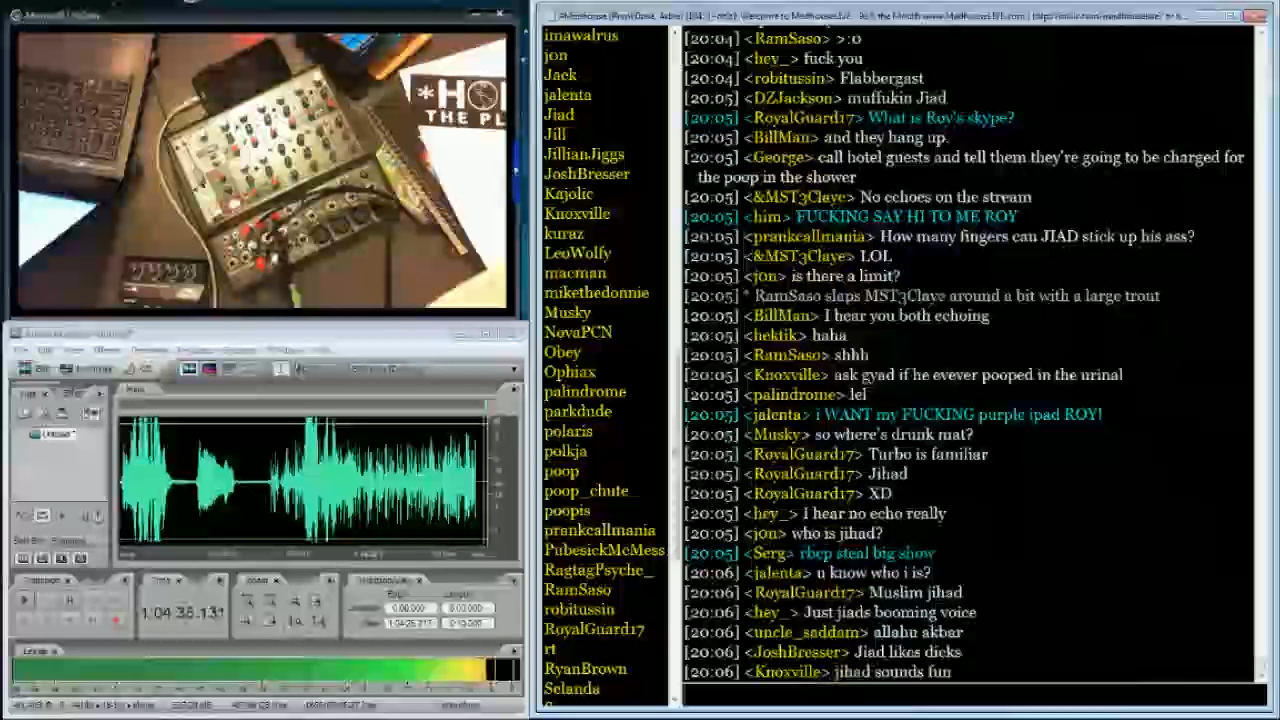 *HO
THE PL
1:04:38.131
imawalrus
jon
Jack
jalenta
Jiad
Jill
JillianJiggs
JoshBresser
Kajolic
Knoxville
kuraz
LeoWolfy
macman
mikethedonnie
Musky
NovaPCN
Obey
Ophiax
palindrome
parkdude
polaris
polkja
poop
poop_chute_
poopis
prankcallmania
PubesickMcMess
RagtagPsyche_
RamSaso
robitussin
RoyalGuard17
rt
RyanBrown
Selanda
[20:04] <RamSaso> >:0
[20:04] <hey_> fuck you
[20:04] <robitussin> Flabbergast
[20:05] <DZJackson> muffukin Jiad
[20:05] <RoyalGuard17> What is Roy's skype?
[20:05] <BillMan> and they hang up.
[20:05] <George> call hotel guests and tell them they're going to be charged for
the poop in the shower
[20:05] <&MST3Claye> No echoes on the stream
[20:05] <him> FUCKING SAY HI TO ME ROY
[20:05] <prankcallmania> How many fingers can JIAD stick up his ass?
[20:05] <&MST3Claye> LOL
[20:05] <j0n> is there a limit?
[20:05] * RamSaso slaps MST3Claye around a bit with a large trout
[20:05] <BillMan> I hear you both echoing
[20:05] <hektik> haha
[20:05] <RamSaso> shhh
[20:05] <Knoxville> ask gyad if he evever pooped in the urinal
[20:05] <palindrome> lel
[20:05] <jalenta> i WANT my FUCKING purple ipad ROY!
[20:05] <Musky> so where's drunk mat?
[20:05] <RoyalGuard17> Turbo is familiar
[20:05] <RoyalGuard17> Jihad
[20:05] <RoyalGuard17> XD
[20:05] <hey_> I hear no echo really
[20:05] <j0n> who is jihad?
[20:05] <Serg> rbcp steal big show
[20:06] <jalenta> u know who i is?
[20:06] <RoyalGuard17> Muslim jihad
[20:06] <hey_> Just jiads booming voice
[20:06] <uncle_saddam> allahu akbar
[20:06] <JoshBresser> Jiad likes dicks
[20:06] <Knoxville> jihad sounds fun